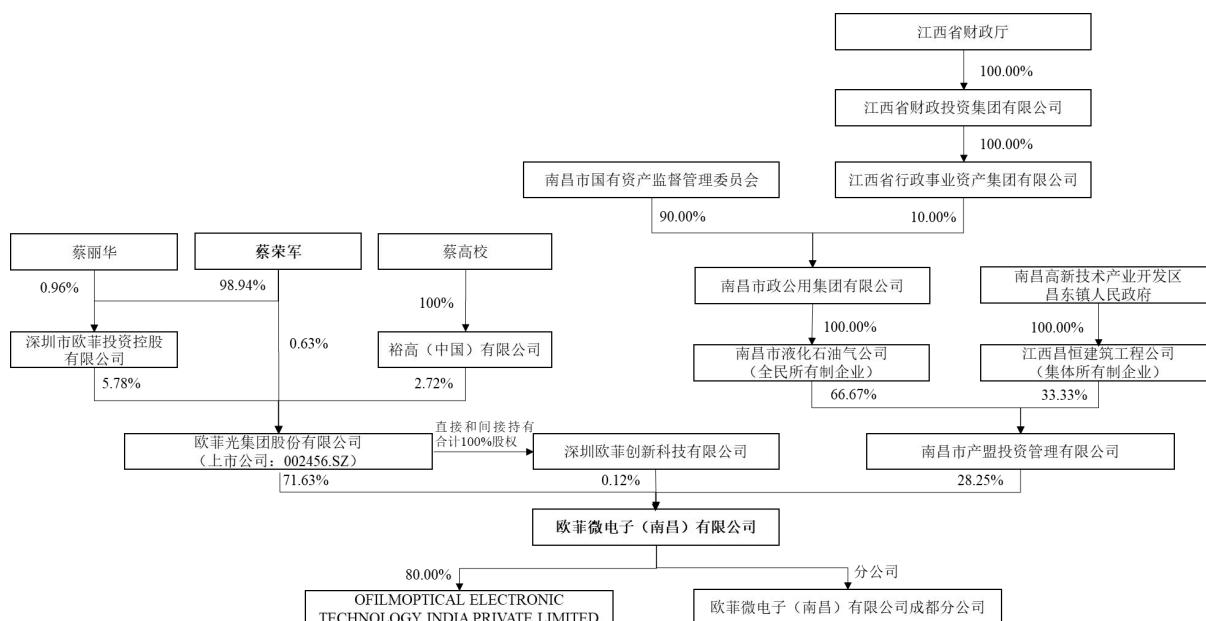 江西省财政厅
100.00%
江西省财政投资集团有限公司
100.00%
南昌市国有资产监督管理委员会
江西省行政事业资产集团有限公司
90.00%
10.00%
蔡丽华
蔡荣军
蔡高校
0.96%
98.94%
100%
南昌市政公用集团有限公司
南昌高新技术产业开发区
昌东镇人民政府
100.00%
100.00%
深圳市欧菲投资控股
有限公司
0.63%
裕高（中国）有限公司
南昌市液化石油气公司
（全民所有制企业）
江西昌恒建筑工程公司
（集体所有制企业）
5.78%
2.72%
66.67%
33.33%
欧菲光集团股份有限公司
（上市公司：002456.SZ）
直接和间接持有
合计100%股权
深圳欧菲创新科技有限公司
南昌市产盟投资管理有限公司
71.63%
0.12%
28.25%
欧菲微电子（南昌）有限公司
80.00%
分公司
OFILMOPTICAL ELECTRONIC
TECHNOLOGY INDIA PRIVATE LIMITED
欧菲微电子（南昌）有限公司成都分公司